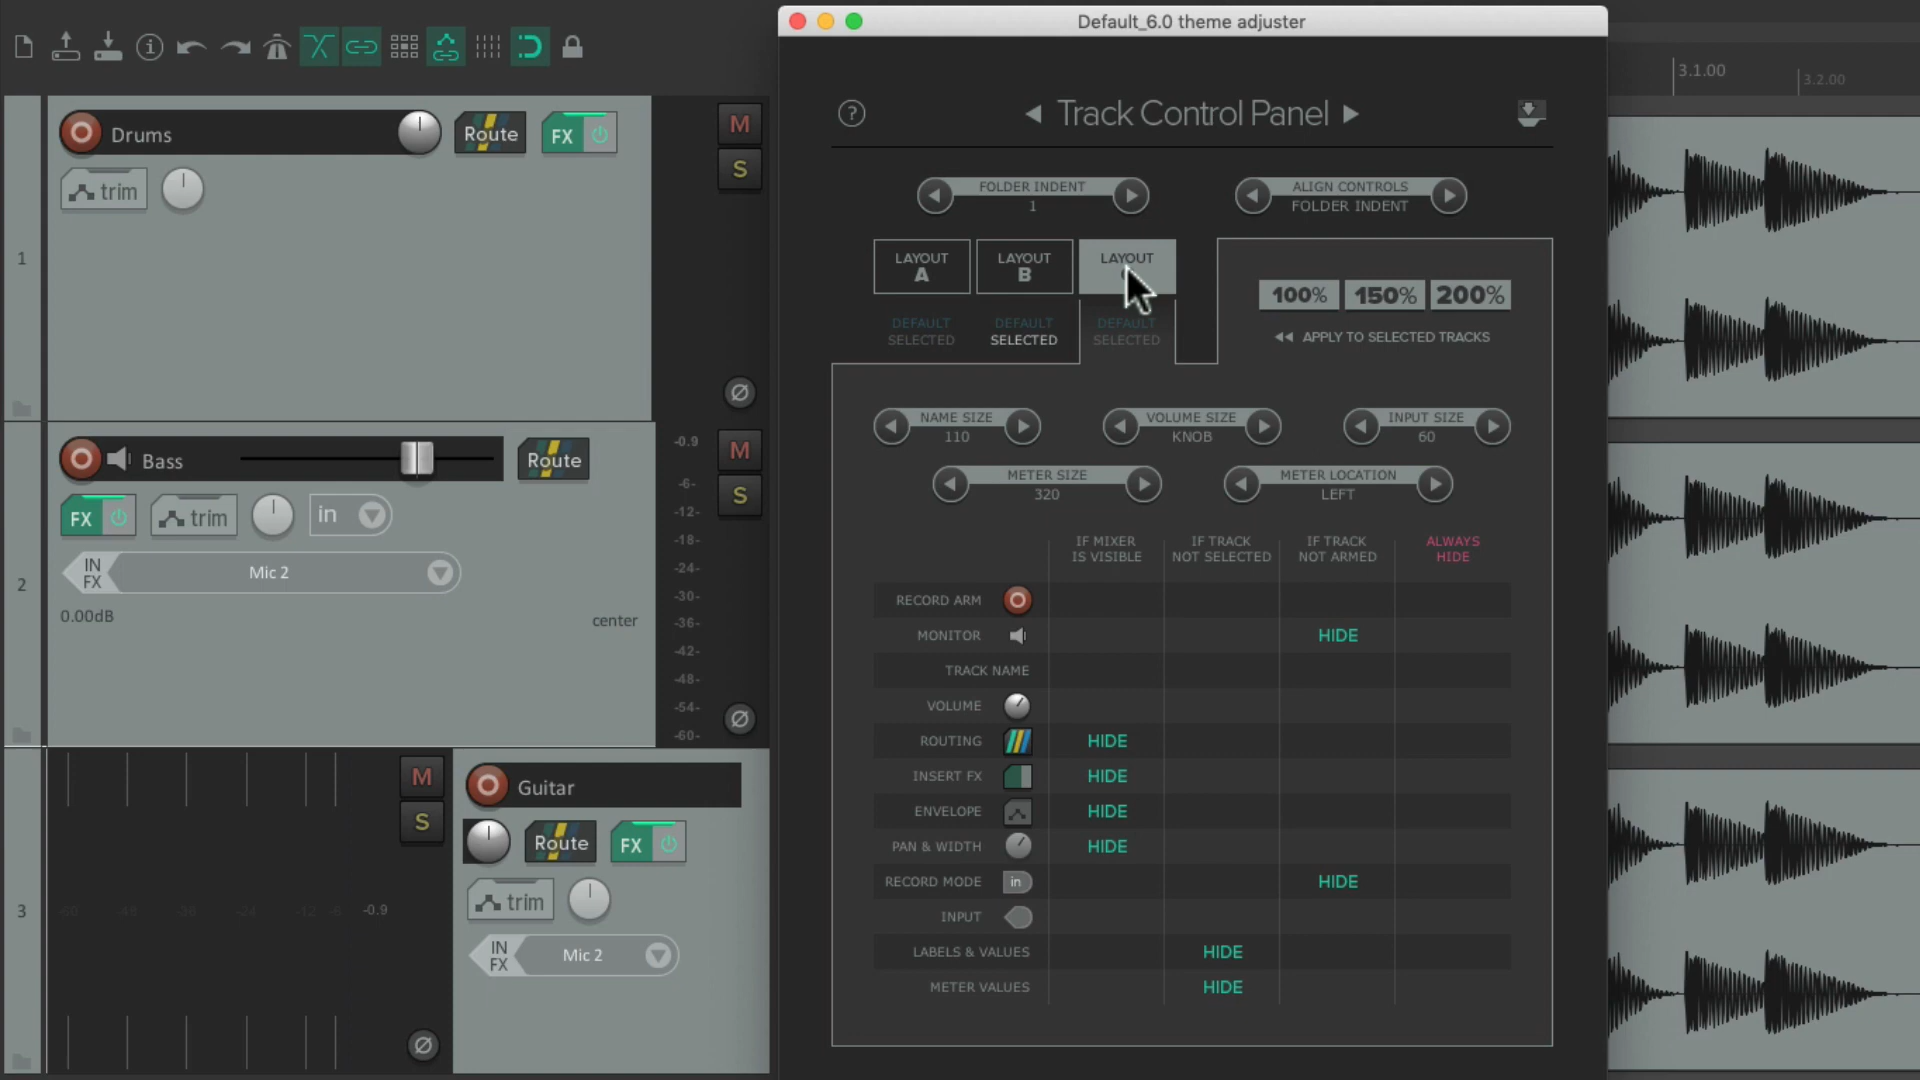 Default_6.0 theme adjuster
3.1.00
3.2.00
Track Control Panel
?
FOLDER INDENT
1
ALIGN CONTROLS
FOLDER INDENT
LAYOUT
A
LAYOUT
B
LAYOUT
DEFAULT
SELECTED
DEFAULT
SELECTED
DEFAULT
SELECTED
100%
150%
200%
APPLY TO SELECTED TRACKS
NAME SIZE
110
VOLUME SIZE
KNOB
INPUT SIZE
60
METER SIZE
320
METER LOCATION
LEFT
IF MIXER
IS VISIBLE
IF TRACK
NOT SELECTED
IF TRACK
NOT ARMED
ALWAYS
HIDE
RECORD ARM
MONITOR
HIDE
TRACK NAME
VOLUME
ROUTING
HIDE
INSERT FX
HIDE
ENVELOPE
HIDE
PAN & WIDTH
HIDE
RECORD MODE
in
HIDE
INPUT
LABELS & VALUES
HIDE
METER VALUES
HIDE
1
Drums
Route
FX
M
S
trim
2
Bass
Route
-0.9
M
S
FX
trim
in
IN
FX
Mic 2
0.00dB
center
-6-
-12-
-18-
-24-
-30-
-36-
-42-
-48-
-54-
-60-
3
M
S
Guitar
Route
FX
trim
IN
FX
Mic 2
-60
-48
-36
-24
-12
-6
-0.9